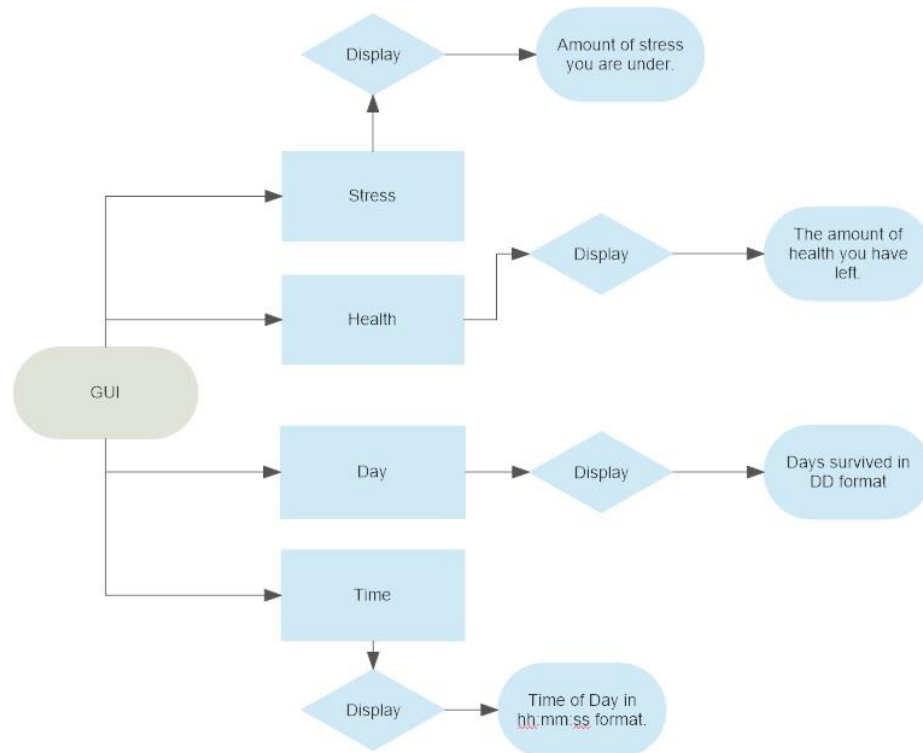 Display
Amount of stress
you are under.
Stress
Display
The amount of
health you have
left.
Health
GUI
Day
Display
Days survived in
DD format
Time
Display
Time of Day in
hh:mm:ss format.